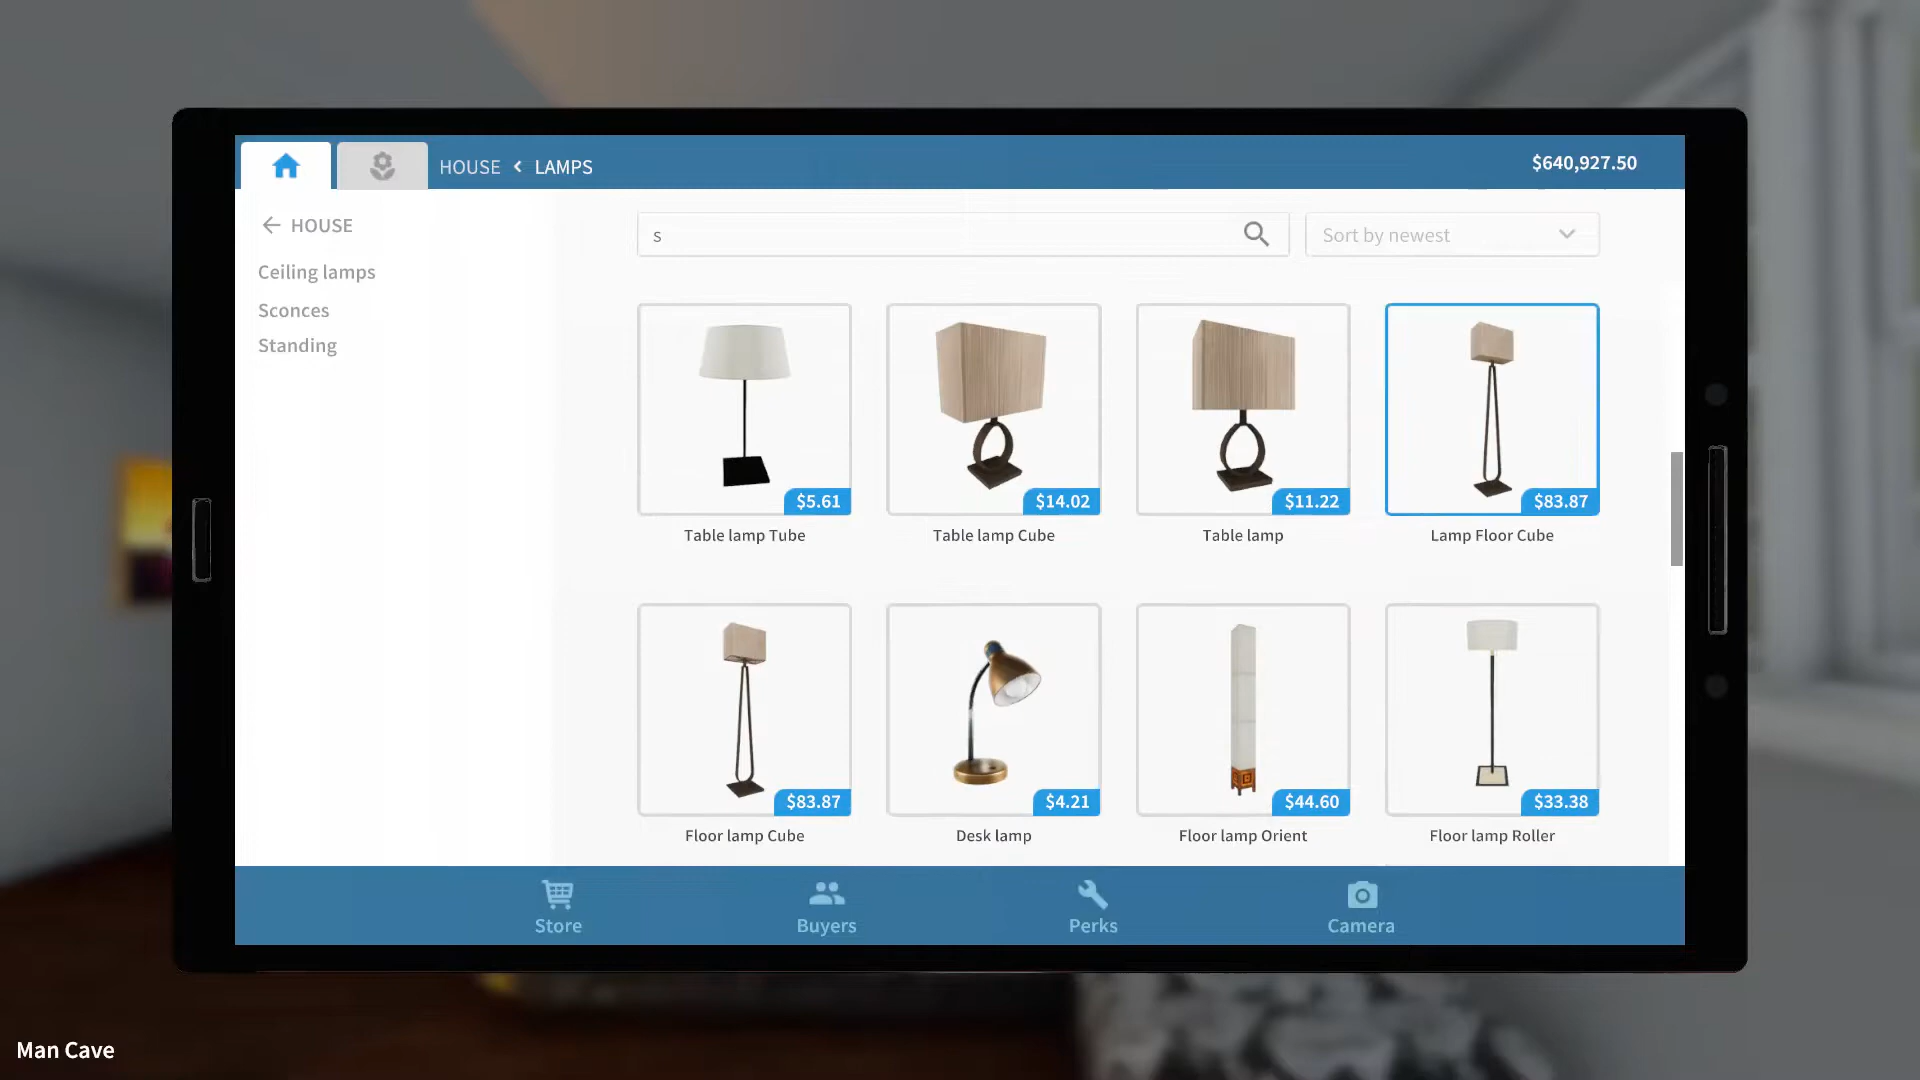 HOUSE < LAMPS
$640,927.50
HOUSE
s
Sort by newest
Ceiling lamps
Sconces
Standing
$5.61
$14.02
$11.22
$83.87
Table lamp Tube
Table lamp Cube
Table lamp
Lamp Floor Cube
$83.87
$4.21
$44.60
$33.38
Floor lamp Cube
Desk lamp
Floor lamp Orient
Floor lamp Roller
Store
Buyers
Perks
Camera
Man Cave